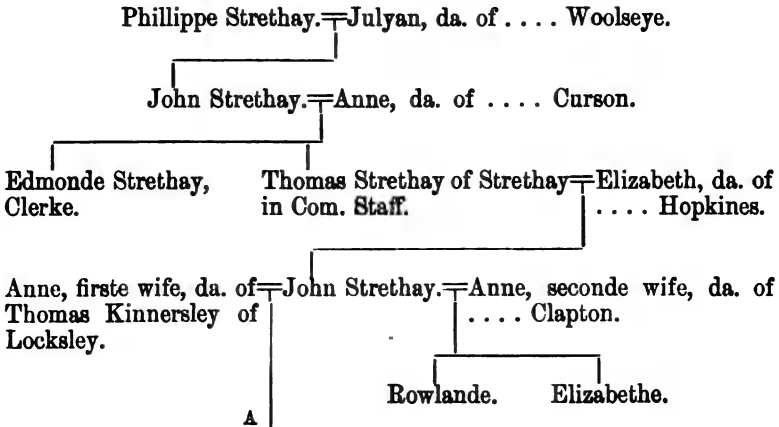 Phillippe Strethay.=Julyan, da. of . . . . Woolseye.
John Strethay.=Anne, da. of . . . . Curson.
Edmonde Strethay, Clerke.
Thomas Strethay of Strethay=Elizabeth, da. of
in Com. Staff. . . . . Hopkines.
Anne, firste wife, da. of=John Strethay.=Anne, seconde wife, da. of
Thomas Kinnersley of . . . . Clapton.
Locksley.
Rowlande. Elizabethe.
A